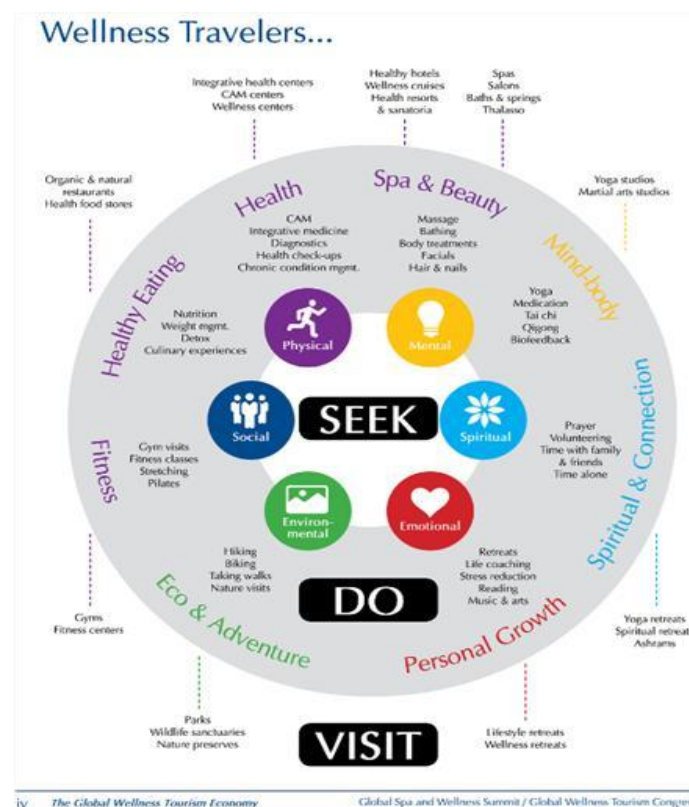 Wellness Travelers...
Integrative health centers
CAM centers
Wellness centers
Healthy hotels
Wellness cruises
Health resorts
& sanatoria
Spas
Salons
Baths & springs
Thalasso
Organic & natural
restaurants
Health food stores
Yoga studios
Martial arts studios
Health
CAM
Integrative medicine
Diagnostics
Health check-ups
Chronic condition mgmt.
Spa & Beauty
Massage
Bathing
Body treatments
Facials
Hair & nails
Mind-body
Yoga
Medication
Tai chi
Qigong
Biofeedback
Healthy Eating
Nutrition
Weight mgmt.
Detox
Culinary experiences
Physical
Mental
Social
SEEK
Spiritual
Spiritual & Connection
Prayer
Volunteering
Time with family
& friends
Time alone
Fitness
Gym visits
Fitness classes
Stretching
Pilates
Environ-
mental
Emotional
Eco & Adventure
Hiking
Biking
Taking walks
Nature visits
DO
Retreats
Life coaching
Stress reduction
Reading
Music & arts
Personal Growth
Gyms
Fitness centers
Yoga retreats
Spiritual retreat
Ashrams
Parks
Wildlife sanctuaries
Nature preserves
VISIT
Lifestyle retreats
Wellness retreats
iv The Global Wellness Tourism Economy
Global Spa and Wellness Summit / Global Wellness Tourism Congre